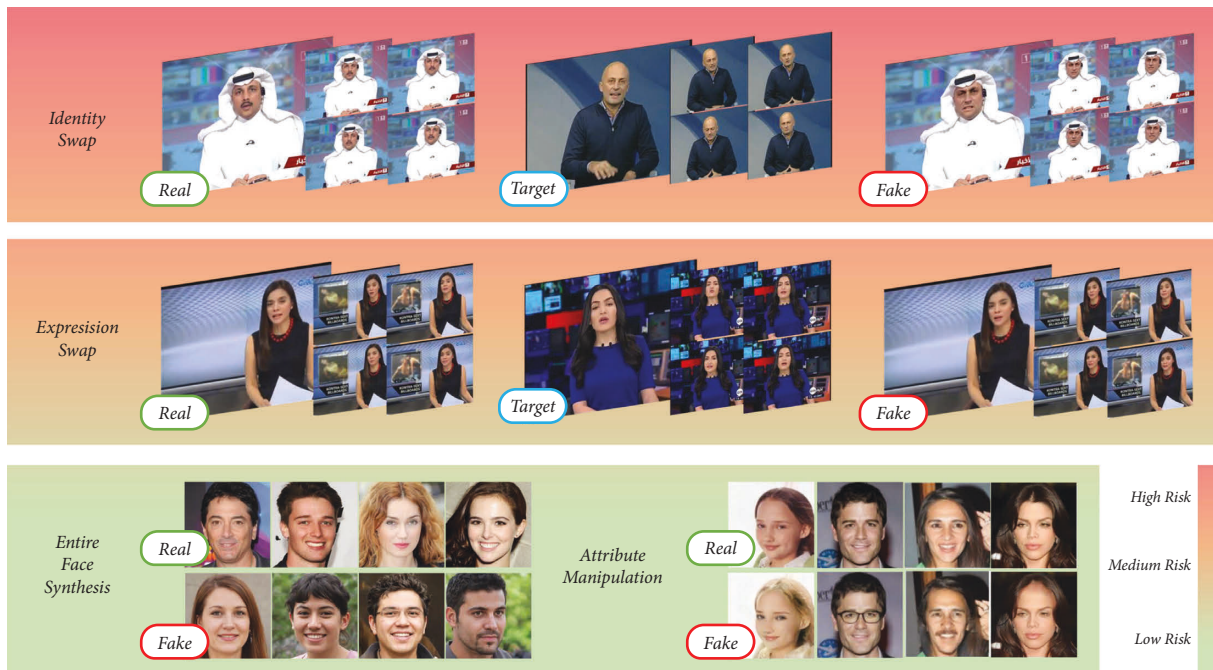 Identity
Swap
Real
Target
Fake
Expresision
Swap
Real
Target
Fake
Entire
Face
Synthesis
Real
Fake
Attribute
Manipulation
Real
Fake
High Risk
Medium Risk
Low Risk